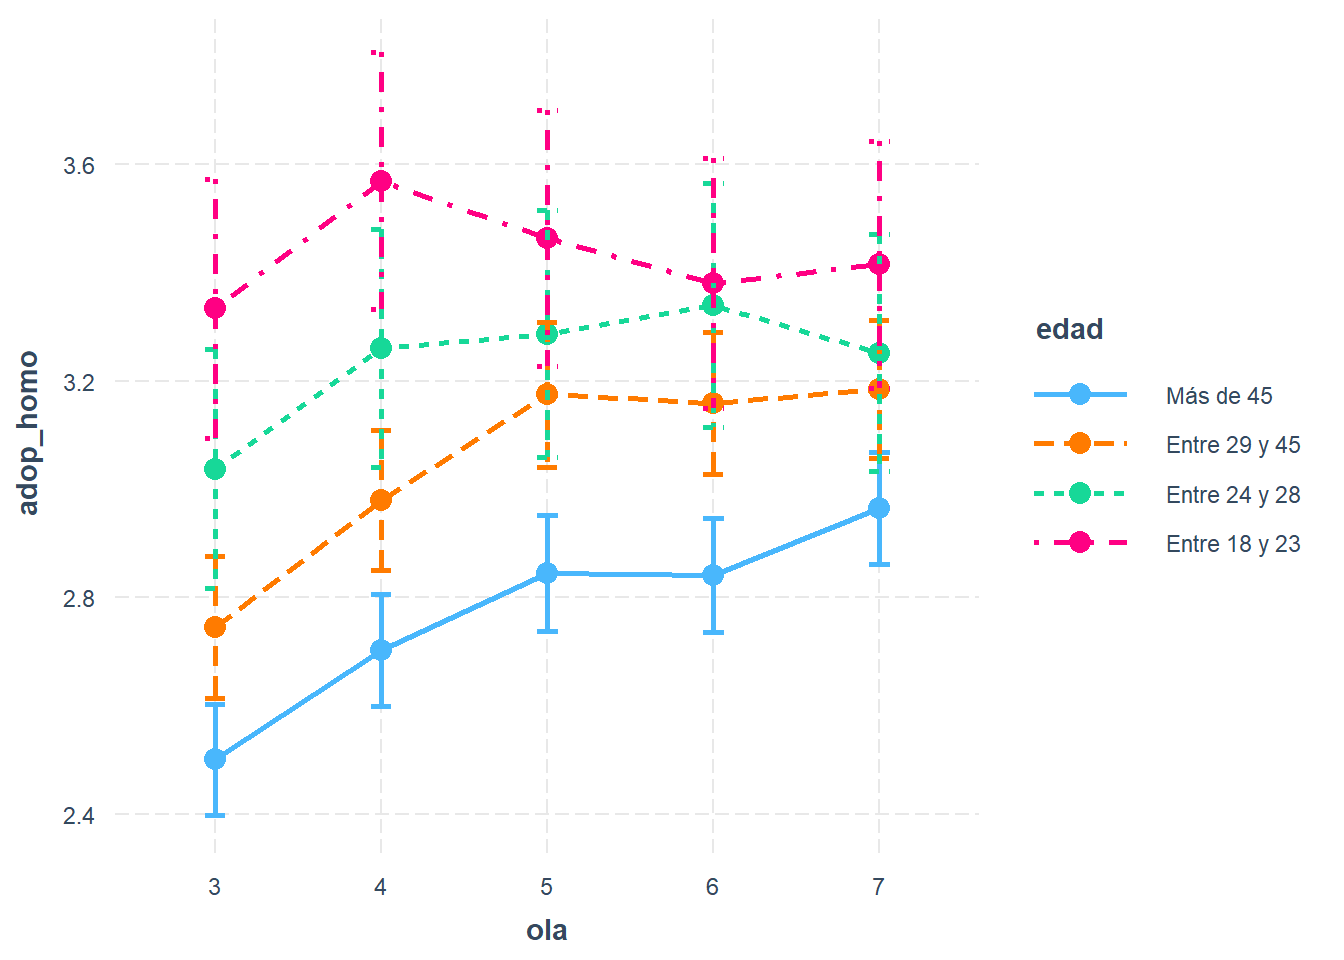 adop_homo
3.6
3.2
2.8
2.4
3 4 5 6 7
ola
edad
Más de 45
Entre 29 y 45
Entre 24 y 28
Entre 18 y 23